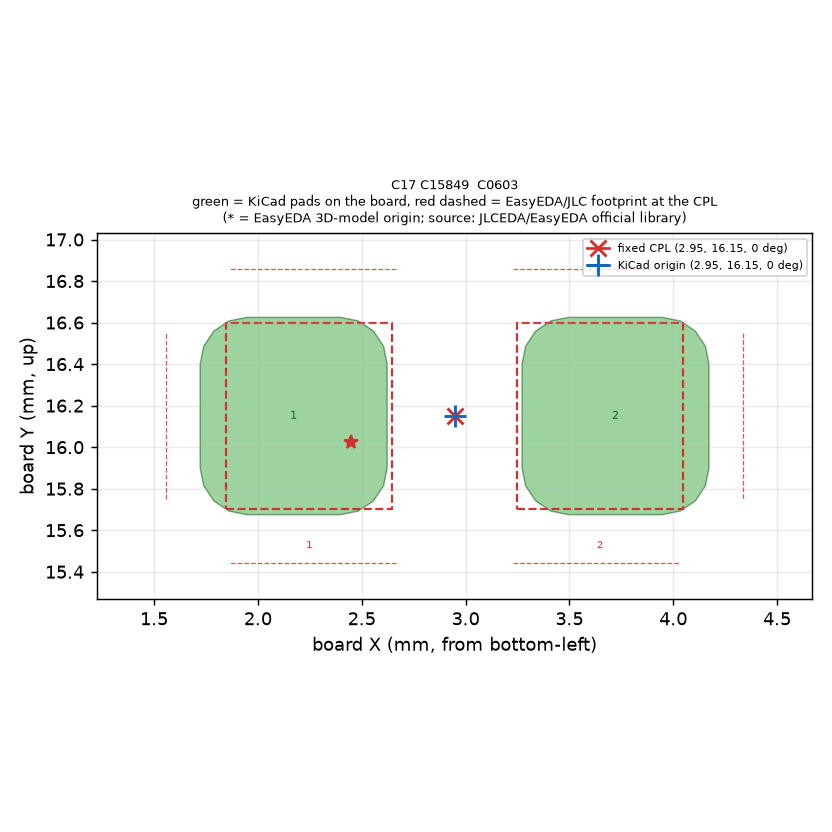 C17 C15849  C0603
green = KiCad pads on the board, red dashed = EasyEDA/JLC footprint at the CPL
(* = EasyEDA 3D-model origin; source: JLCEDA/EasyEDA official library)
fixed CPL (2.95, 16.15, 0 deg)
KiCad origin (2.95, 16.15, 0 deg)
board Y (mm, up)
17.0
16.8
16.6
16.4
16.2
16.0
15.8
15.6
15.4
1
2
1
2
1.5 2.0 2.5 3.0 3.5 4.0 4.5
board X (mm, from bottom-left)